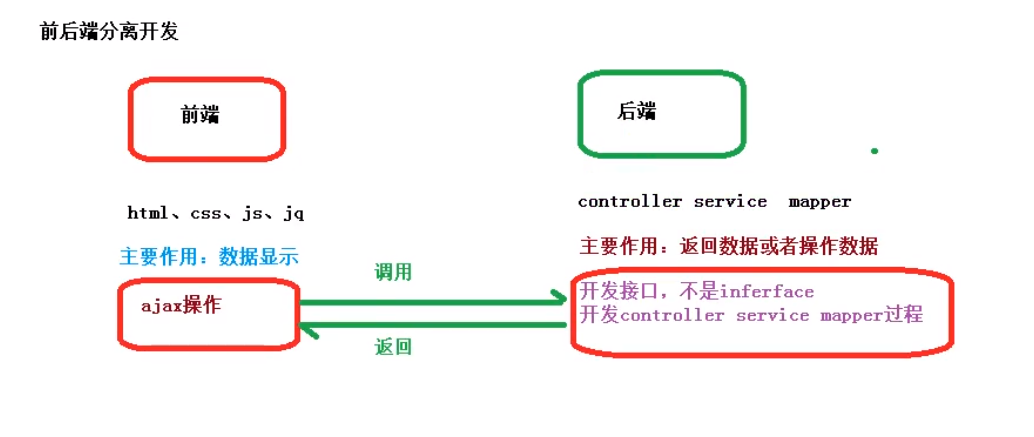 前后端分离开发
前端
后端
html、css、js、jq
controller service mapper
主要作用：数据显示
主要作用：返回数据或者操作数据
ajax操作
调用
返回
开发接口，不是inferface
开发controller service mapper过程